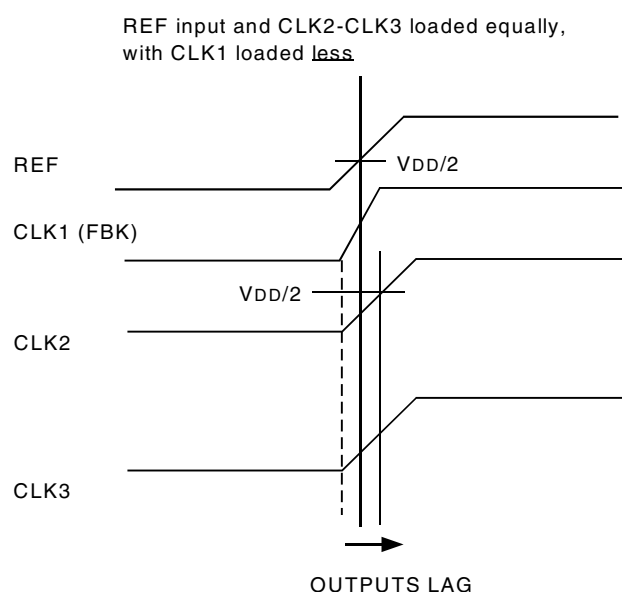 REF input and CLK2-CLK3 loaded equally,
with CLK1 loaded less
REF
VDD/2
CLK1 (FBK)
VDD/2
CLK2
CLK3
OUTPUTS LAG